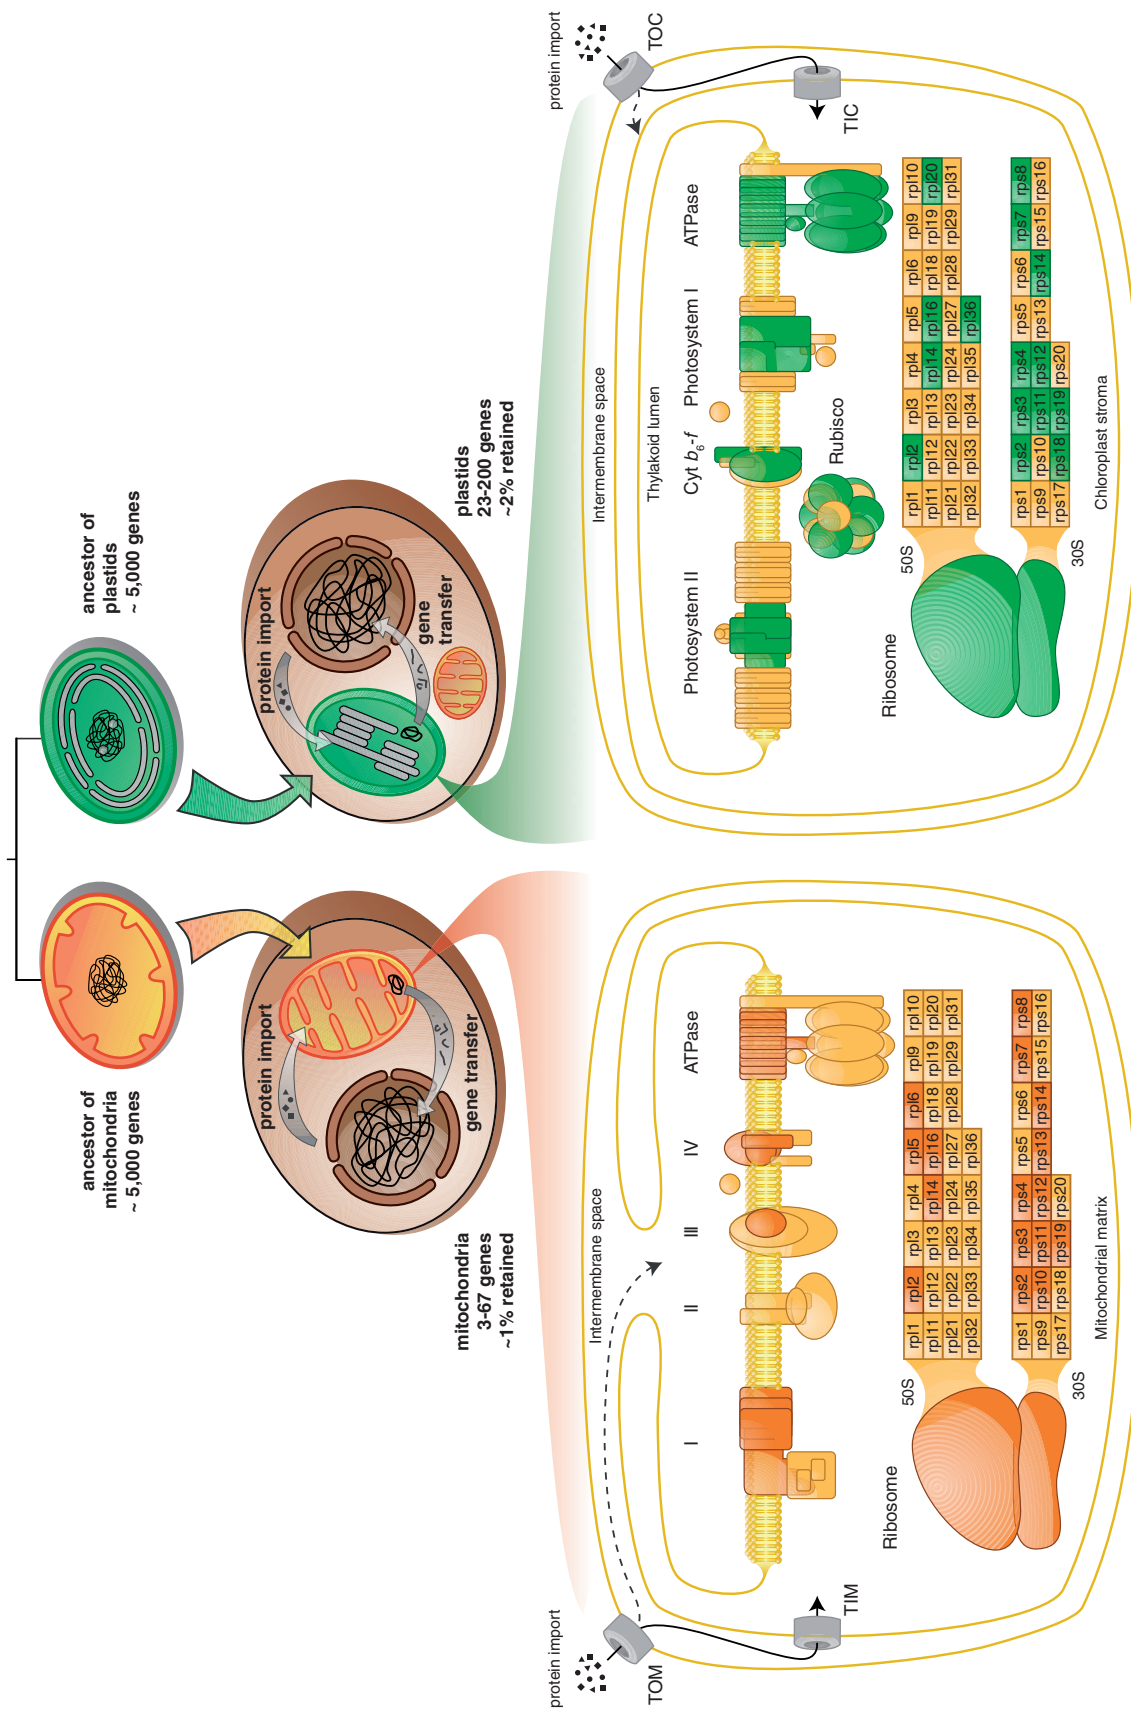 ancestor of
mitochondria
~ 5,000 genes
ancestor of
plastids
~ 5,000 genes
protein import
gene transfer
mitochondria
3-67 genes
~1% retained
protein import
gene
transfer
plastids
23-200 genes
~2% retained
protein import
TOM
TIM
Intermembrane space
I
II
III
IV
ATPase
Ribosome
50S
rpl1 rpl2 rpl3 rpl4 rpl5 rpl6 rpl9 rpl10
rpl11 rpl12 rpl13 rpl14 rpl16 rpl18 rpl19 rpl20
rpl21 rpl22 rpl23 rpl24 rpl27 rpl28 rpl29 rpl31
rpl32 rpl33 rpl34 rpl35 rpl36
30S
rps1 rps2 rps3 rps4 rps5 rps6 rps7 rps8
rps9 rps10 rps11 rps12 rps13 rps14 rps15 rps16
rps17 rps18 rps19 rps20
Mitochondrial matrix
protein import
TOC
TIC
Intermembrane space
Thylakoid lumen
Photosystem II
Cyt b6-f
Photosystem I
ATPase
Rubisco
Ribosome
50S
rpl1 rpl2 rpl3 rpl4 rpl5 rpl6 rpl9 rpl10
rpl11 rpl12 rpl13 rpl14 rpl16 rpl18 rpl19 rpl20
rpl21 rpl22 rpl23 rpl24 rpl27 rpl28 rpl29 rpl31
rpl32 rpl33 rpl34 rpl35 rpl36
30S
rps1 rps2 rps3 rps4 rps5 rps6 rps7 rps8
rps9 rps10 rps11 rps12 rps13 rps14 rps15 rps16
rps17 rps18 rps19 rps20
Chloroplast stroma